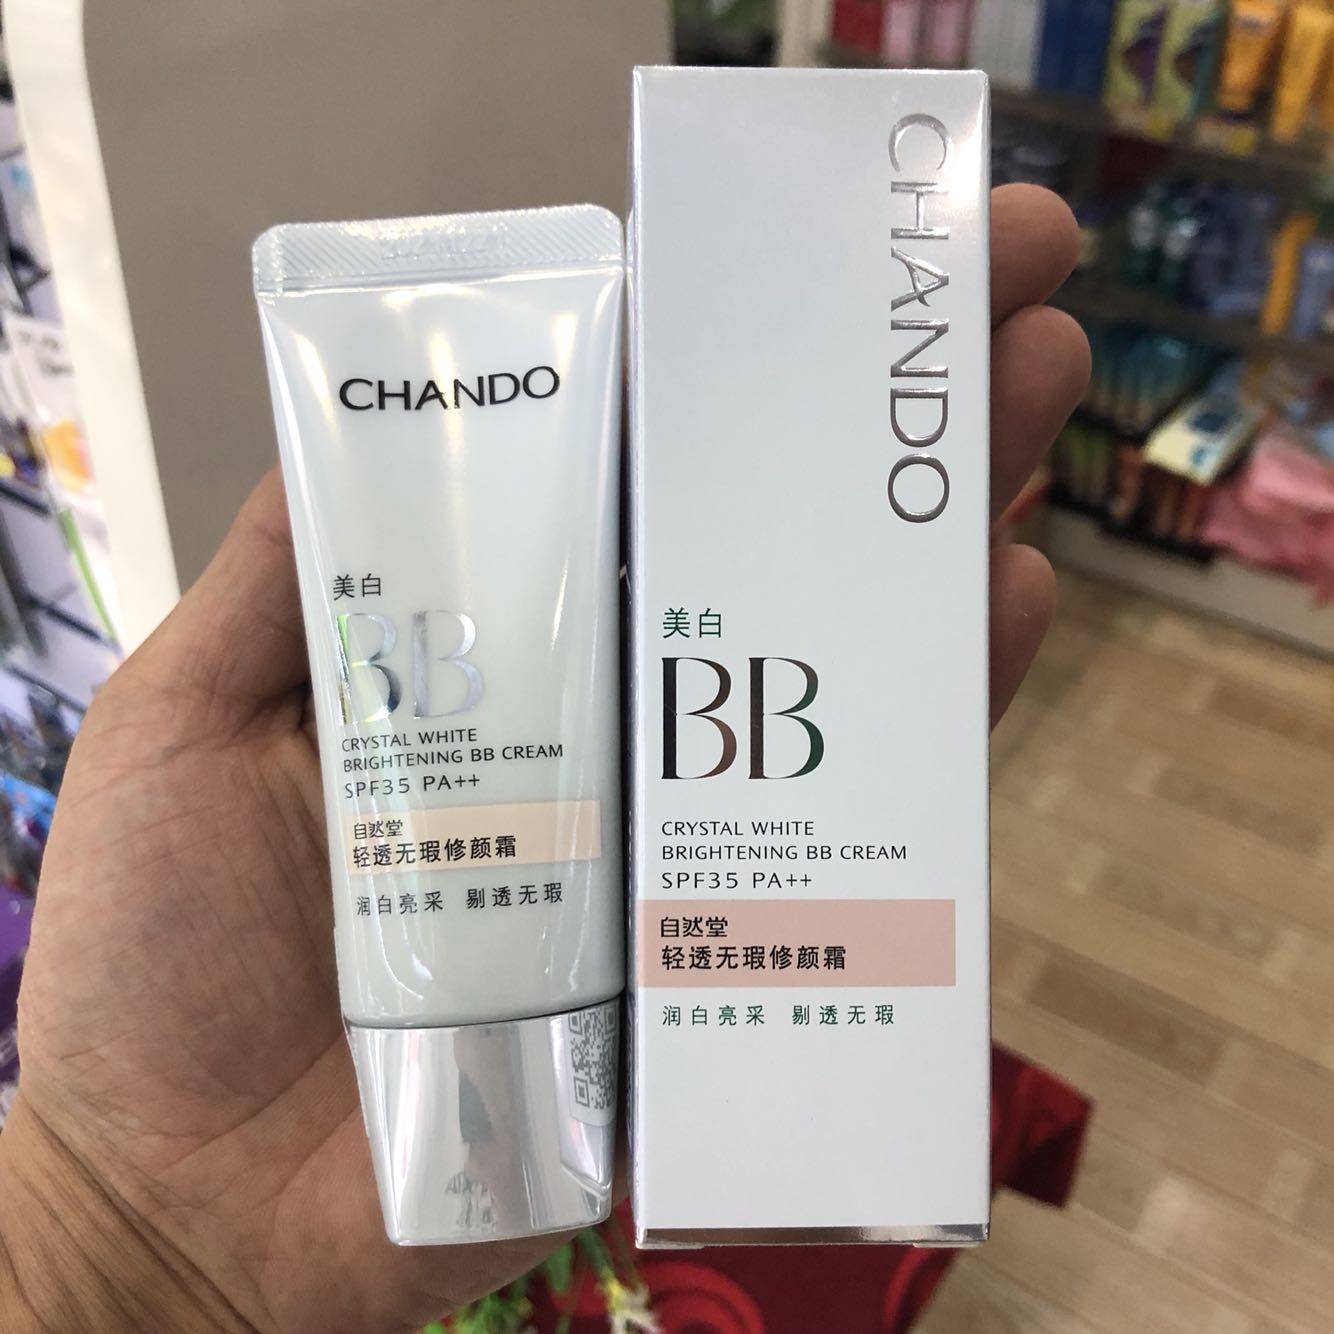 CHANDO
美白
BB
CRYSTAL WHITE
BRIGHTENING BB CREAM
SPF35 PA++
自然堂
轻透无瑕修颜霜
润白亮采 剔透无瑕
CHANDO
美白
BB
CRYSTAL WHITE
BRIGHTENING BB CREAM
SPF35 PA++
自然堂
轻透无瑕修颜霜
润白亮采 剔透无瑕